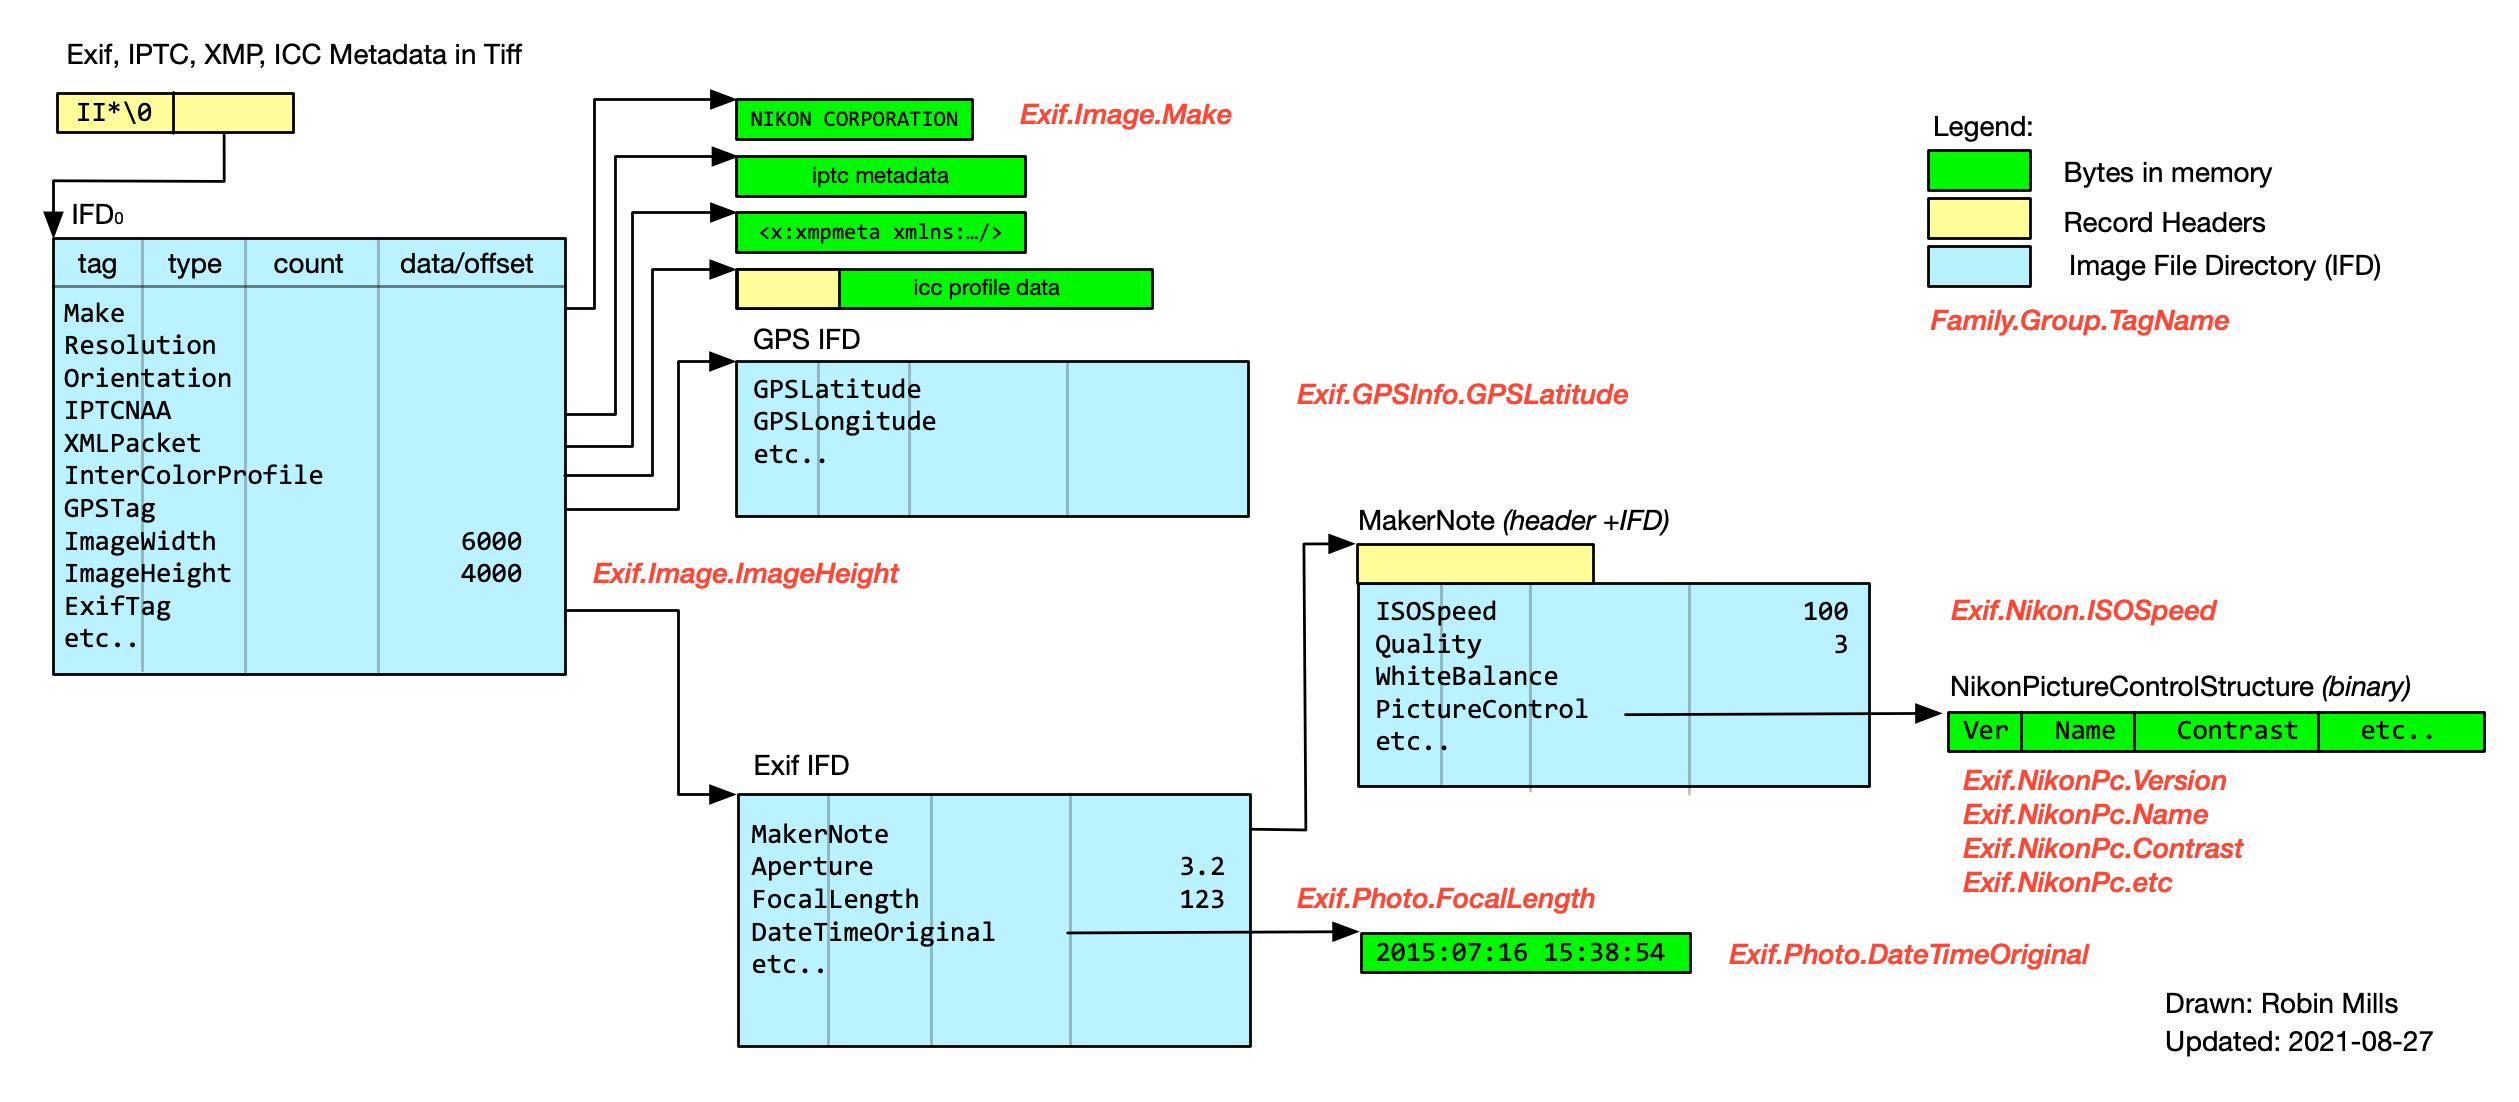 Exif, IPTC, XMP, ICC Metadata in Tiff
II*\0
IFD0
tag type count data/offset
Make
Resolution
Orientation
IPTCNAA
XMLPacket
InterColorProfile
GPSTag
ImageWidth 6000
ImageHeight 4000
ExifTag
etc..
Exif.Image.ImageHeight
NIKON CORPORATION
Exif.Image.Make
iptc metadata
<x:xmpmeta xmlns:…/>
icc profile data
GPS IFD
GPSLatitude
GPSLongitude
etc..
Exif.GPSInfo.GPSLatitude
Exif IFD
MakerNote
Aperture 3.2
FocalLength 123
DateTimeOriginal
etc..
Exif.Photo.FocalLength
2015:07:16 15:38:54
Exif.Photo.DateTimeOriginal
MakerNote (header +IFD)
ISOSpeed 100
Quality 3
WhiteBalance
PictureControl
etc..
Exif.Nikon.ISOSpeed
NikonPictureControlStructure (binary)
Ver Name Contrast etc..
Exif.NikonPc.Version
Exif.NikonPc.Name
Exif.NikonPc.Contrast
Exif.NikonPc.etc
Legend:
Bytes in memory
Record Headers
Image File Directory (IFD)
Family.Group.TagName
Drawn: Robin Mills
Updated: 2021-08-27